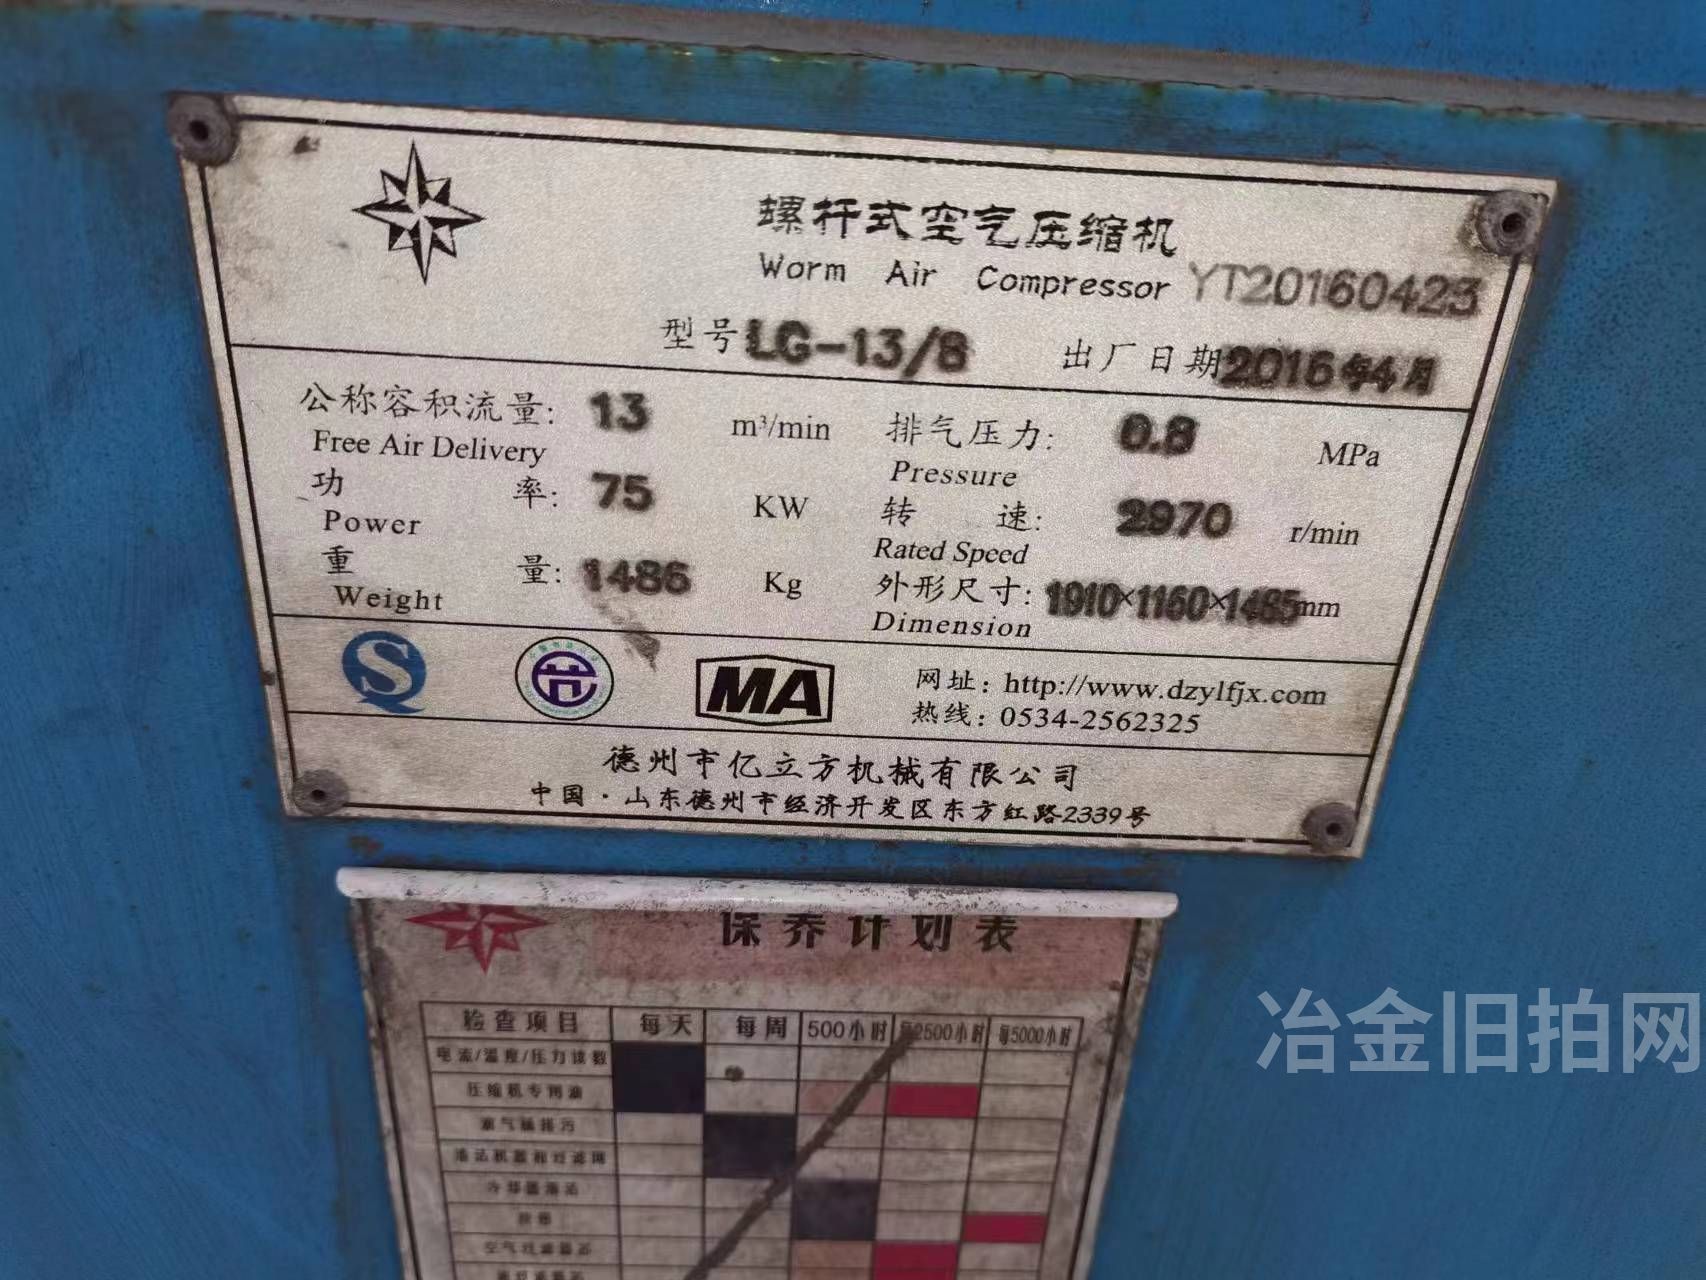 螺杆式空气压缩机
Worm Air Compressor YT20160423
型号 LG-13/8 出厂日期 2016年4月
公称容积流量: 13 m³/min 排气压力: 0.8 MPa
Free Air Delivery Pressure
功 率: 75 KW 转 速: 2970 r/min
Power Rated Speed
重 量: 1486 Kg 外形尺寸: 1910×1160×1485mm
Weight Dimension
S
MA
网址: http://www.dzylfjx.com
热线: 0534-2562325
德州市亿立方机械有限公司
中国·山东德州市经济开发区东方红路2339号
保养计划表
检查项目 每天 每周 500小时 每2500小时 每5000小时
电流/温度/压力读数
压缩机专用油
冷却器清洁
冶金旧拍网